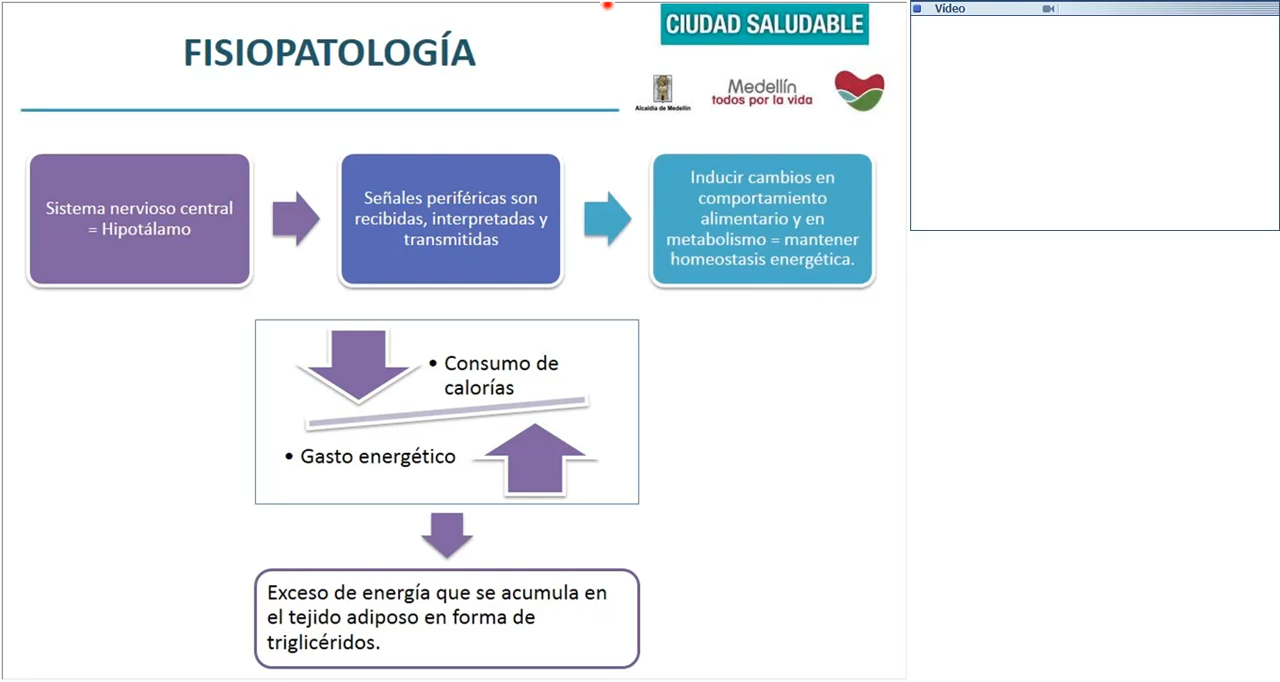 Vídeo
CIUDAD SALUDABLE
FISIOPATOLOGÍA
Alcaldía de Medellín
Medellín
todos por la vida
Sistema nervioso central
= Hipotálamo
Señales periféricas son
recibidas, interpretadas y
transmitidas
Inducir cambios en
comportamiento
alimentario y en
metabolismo = mantener
homeostasis energética.
• Consumo de
calorías
• Gasto energético
Exceso de energía que se acumula en
el tejido adiposo en forma de
triglicéridos.